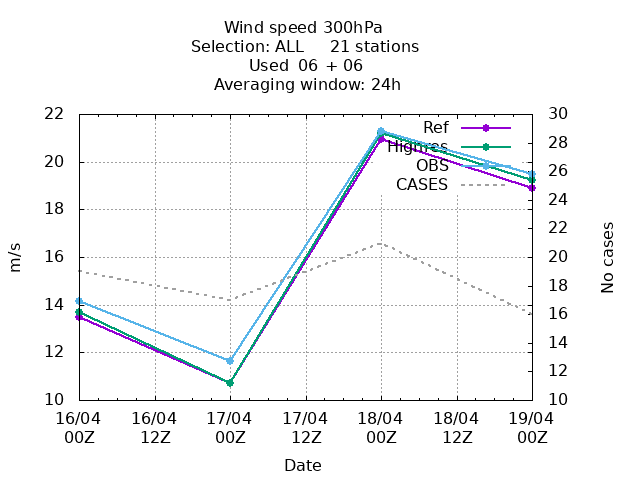 Wind speed 300hPa
Selection: ALL 21 stations
Used 06 + 06
Averaging window: 24h
22
20
18
16
14
12
10
m/s
30
28
26
24
22
20
18
16
14
12
10
No cases
Ref
Highres
OBS
CASES
16/04 16/04 17/04 17/04 18/04 18/04 19/04
00Z 12Z 00Z 12Z 00Z 12Z 00Z
Date